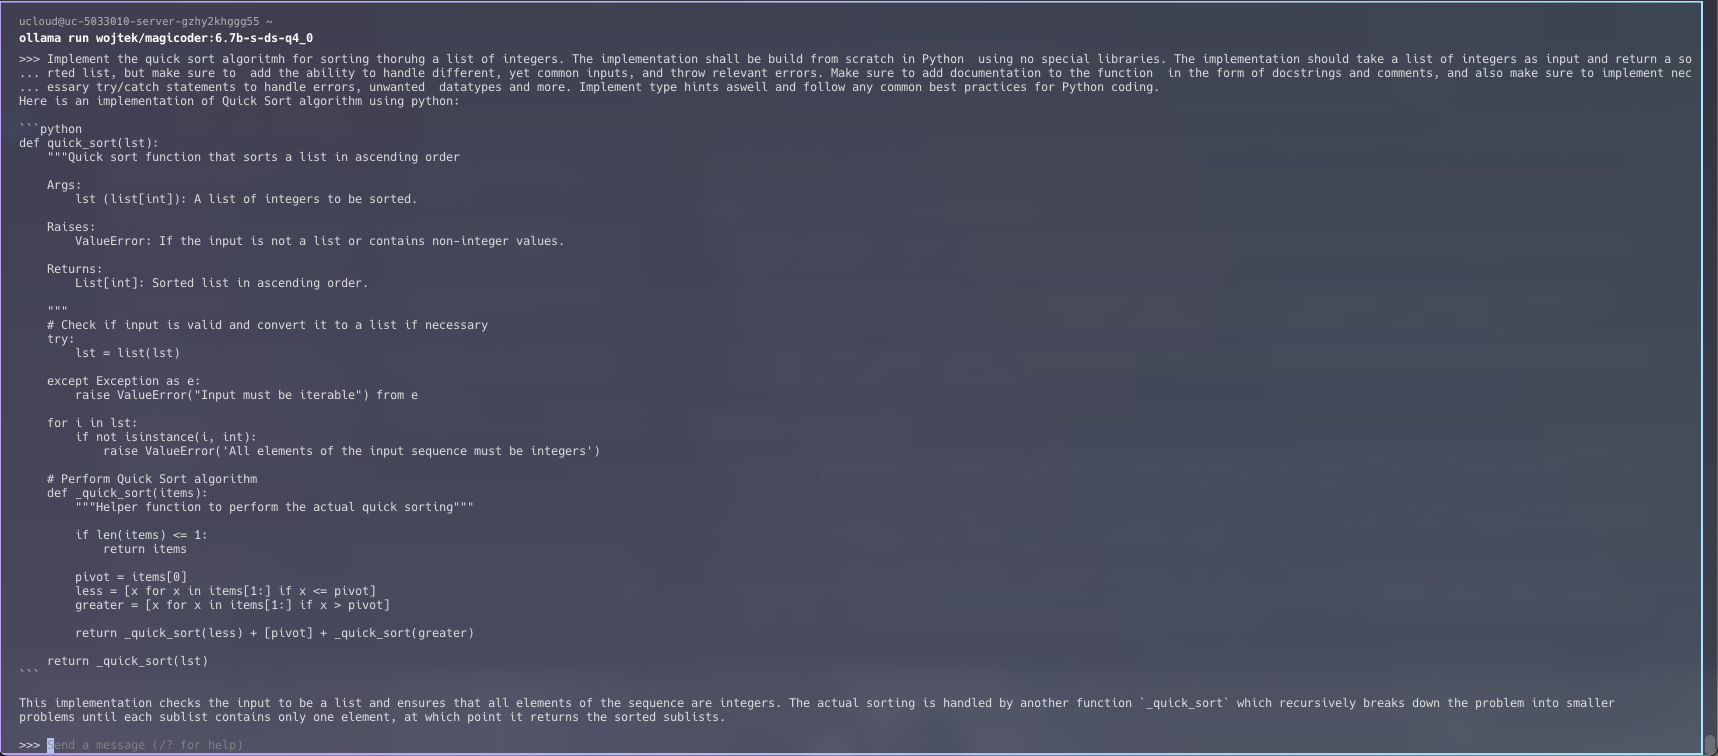 ucloud@uc-5033010-server-gzhy2khggg55 ~
ollama run wojtek/magicoder:6.7b-s-ds-q4_0
>>> Implement the quick sort algoritmh for sorting thoruhg a list of integers. The implementation shall be build from scratch in Python  using no special libraries. The implementation should take a list of integers as input and return a so
... rted list, but make sure to  add the ability to handle different, yet common inputs, and throw relevant errors. Make sure to add documentation to the function  in the form of docstrings and comments, and also make sure to implement nec
... essary try/catch statements to handle errors, unwanted  datatypes and more. Implement type hints aswell and follow any common best practices for Python coding.
Here is an implementation of Quick Sort algorithm using python:

```python
def quick_sort(lst):
    """Quick sort function that sorts a list in ascending order

    Args:
        lst (list[int]): A list of integers to be sorted.

    Raises:
        ValueError: If the input is not a list or contains non-integer values.

    Returns:
        List[int]: Sorted list in ascending order.

    """
    # Check if input is valid and convert it to a list if necessary
    try:
        lst = list(lst)

    except Exception as e:
        raise ValueError("Input must be iterable") from e

    for i in lst:
        if not isinstance(i, int):
            raise ValueError('All elements of the input sequence must be integers')

    # Perform Quick Sort algorithm
    def _quick_sort(items):
        """Helper function to perform the actual quick sorting"""

        if len(items) <= 1:
            return items

        pivot = items[0]
        less = [x for x in items[1:] if x <= pivot]
        greater = [x for x in items[1:] if x > pivot]

        return _quick_sort(less) + [pivot] + _quick_sort(greater)

    return _quick_sort(lst)
```

This implementation checks the input to be a list and ensures that all elements of the sequence are integers. The actual sorting is handled by another function `_quick_sort` which recursively breaks down the problem into smaller
problems until each sublist contains only one element, at which point it returns the sorted sublists.

>>> Send a message (/? for help)